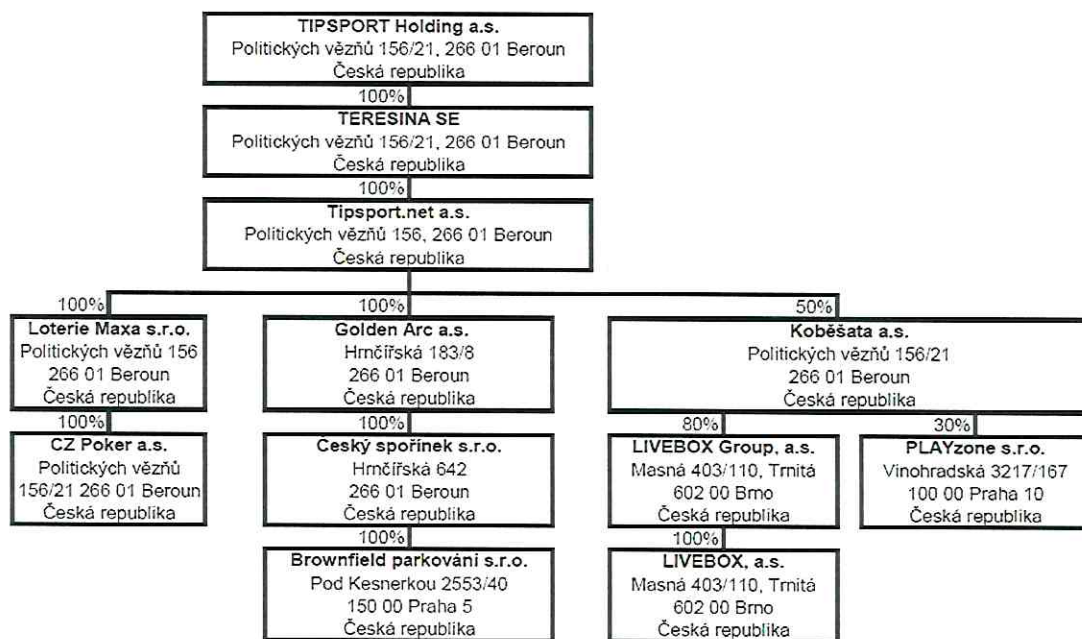 TIPSPORT Holding a.s.
Politických vězňů 156/21, 266 01 Beroun
Česká republika
100%
TERESINA SE
Politických vězňů 156/21, 266 01 Beroun
Česká republika
100%
Tipsport.net a.s.
Politických vězňů 156, 266 01 Beroun
Česká republika
100%
Loterie Maxa s.r.o.
Politických vězňů 156
266 01 Beroun
Česká republika
100%
CZ Poker a.s.
Politických vězňů
156/21 266 01 Beroun
Česká republika
100%
Golden Arc a.s.
Hrnčířská 183/8
266 01 Beroun
Česká republika
100%
Český spořínek s.r.o.
Hrnčířská 642
266 01 Beroun
Česká republika
100%
Brownfield parkování s.r.o.
Pod Kesnerkou 2553/40
150 00 Praha 5
Česká republika
50%
Koběšata a.s.
Politických vězňů 156/21
266 01 Beroun
Česká republika
80%
LIVEBOX Group, a.s.
Masná 403/110, Trnitá
602 00 Brno
Česká republika
100%
LIVEBOX, a.s.
Masná 403/110, Trnitá
602 00 Brno
Česká republika
30%
PLAYzone s.r.o.
Vinohradská 3217/167
100 00 Praha 10
Česká republika